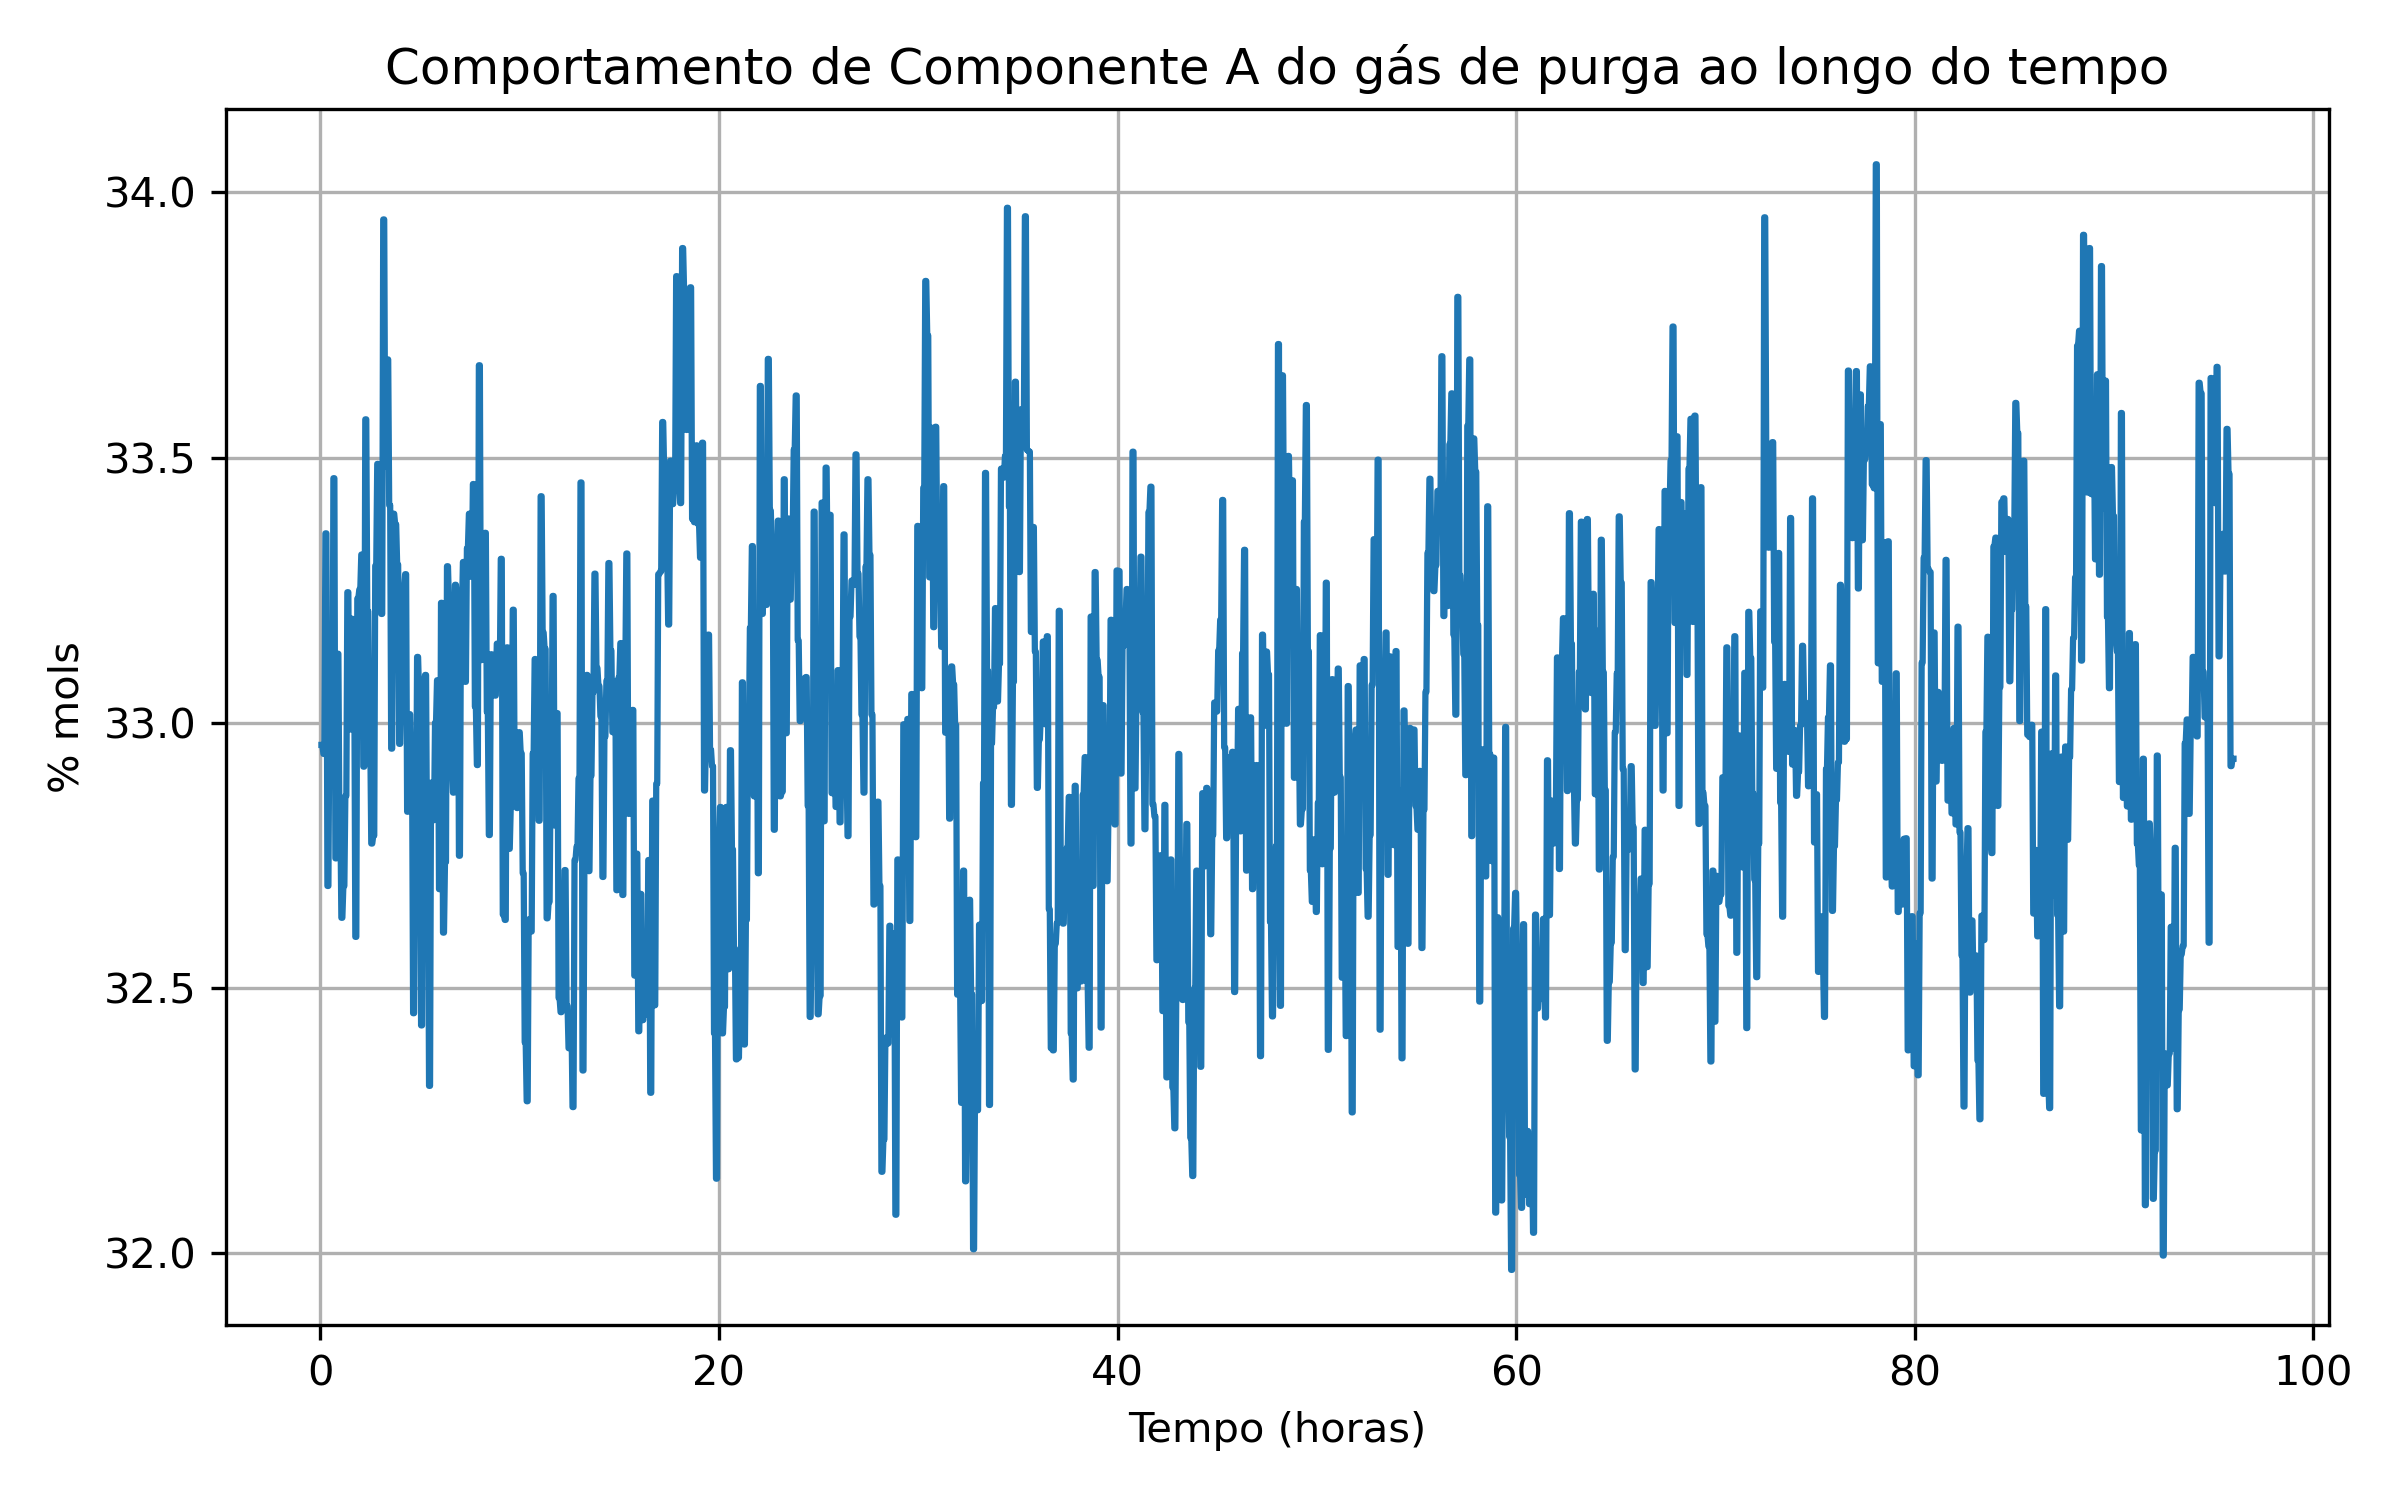 Comportamento de Componente A do gás de purga ao longo do tempo
34.0
33.5
33.0
32.5
32.0
% mols
0 20 40 60 80 100
Tempo (horas)